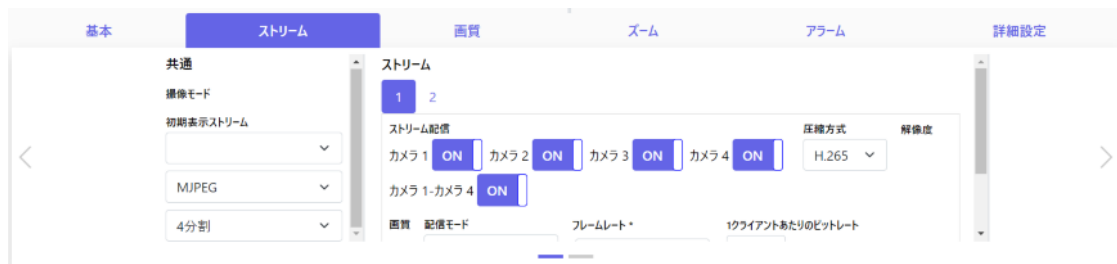 基本 ストリーム 画質 ズーム アラーム 詳細設定
共通
撮像モード
初期表示ストリーム
MJPEG
4分割
ストリーム
1 2
ストリーム配信 圧縮方式 解像度
カメラ 1 ON カメラ 2 ON カメラ 3 ON カメラ 4 ON H.265
カメラ 1-カメラ 4 ON
画質 配信モード フレームレート * 1クライアントあたりのビットレート